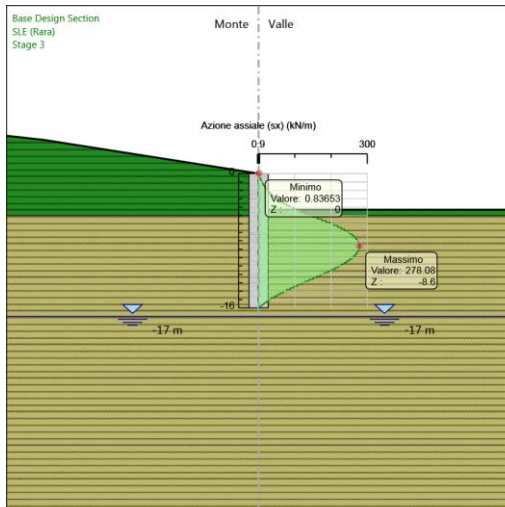 Base Design Section
SLE (Rara)
Stage 3
Monte Valle
Azione assiale (sx) (kN/m)
0.9 300
0
Minimo
Valore: 0.83653
Z : 0
Massimo
Valore: 278.08
Z : -8.6
-16
-17 m -17 m